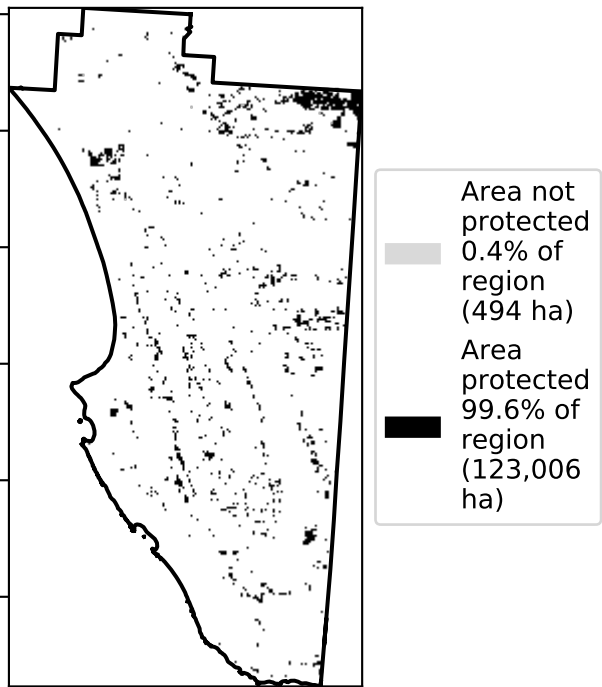 Area not
protected
0.4% of
region
(494 ha)
Area
protected
99.6% of
region
(123,006
ha)